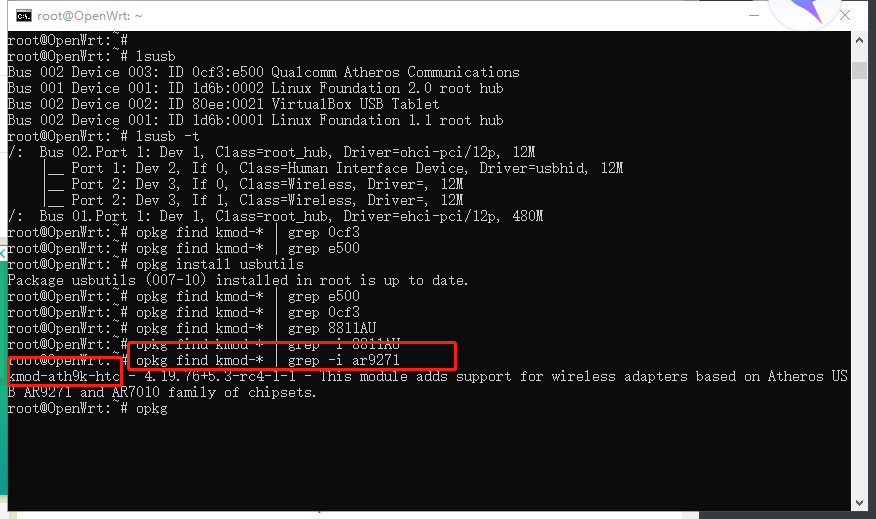 root@OpenWrt: ~
root@OpenWrt:~#
root@OpenWrt:~# lsusb
Bus 002 Device 003: ID 0cf3:e500 Qualcomm Atheros Communications
Bus 001 Device 001: ID 1d6b:0002 Linux Foundation 2.0 root hub
Bus 002 Device 002: ID 80ee:0021 VirtualBox USB Tablet
Bus 002 Device 001: ID 1d6b:0001 Linux Foundation 1.1 root hub
root@OpenWrt:~# lsusb -t
/:  Bus 02.Port 1: Dev 1, Class=root_hub, Driver=ohci-pci/12p, 12M
    |__ Port 1: Dev 2, If 0, Class=Human Interface Device, Driver=usbhid, 12M
    |__ Port 2: Dev 3, If 0, Class=Wireless, Driver=, 12M
    |__ Port 2: Dev 3, If 1, Class=Wireless, Driver=, 12M
/:  Bus 01.Port 1: Dev 1, Class=root_hub, Driver=ehci-pci/12p, 480M
root@OpenWrt:~# opkg find kmod-* | grep 0cf3
root@OpenWrt:~# opkg find kmod-* | grep e500
root@OpenWrt:~# opkg install usbutils
Package usbutils (007-10) installed in root is up to date.
root@OpenWrt:~# opkg find kmod-* | grep e500
root@OpenWrt:~# opkg find kmod-* | grep 0cf3
root@OpenWrt:~# opkg find kmod-* | grep 8811AU
root@OpenWrt:~# opkg find kmod-* | grep -i 8811AU
root@OpenWrt:~# opkg find kmod-* | grep -i ar9271
kmod-ath9k-htc - 4.19.76+5.3-rc4-1-1 - This module adds support for wireless adapters based on Atheros US
B AR9271 and AR7010 family of chipsets.
root@OpenWrt:~# opkg